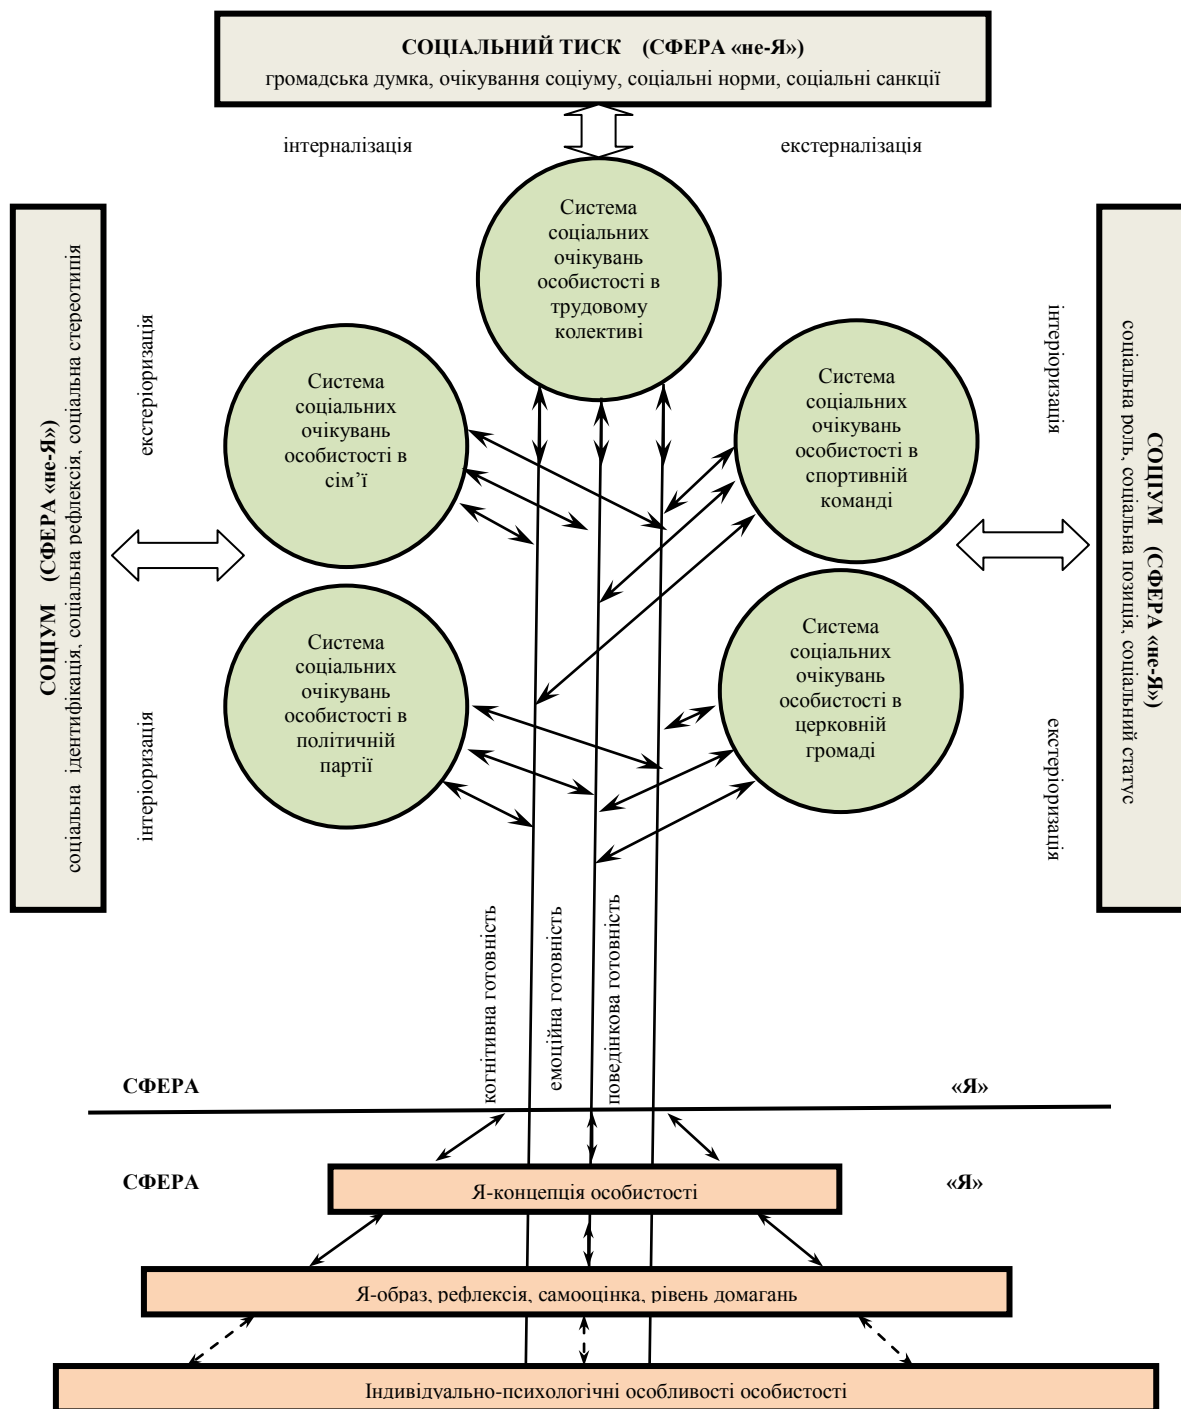 СОЦІАЛЬНИЙ ТИСК (СФЕРА «не-Я»)
громадська думка, очікування соціуму, соціальні норми, соціальні санкції
інтерналізація
екстерналізація
Система
соціальних
очікувань
особистості в
трудовому
колективі
СОЦІУМ (СФЕРА «не-Я»)
соціальна ідентифікація, соціальна рефлексія, соціальна стереотипія
екстеріоризація
інтеріоризація
Система
соціальних
очікувань
особистості в
сім’ї
Система
соціальних
очікувань
особистості в
спортивній
команді
інтеріоризація
екстеріоризація
СОЦІУМ (СФЕРА «не-Я»)
соціальна роль, соціальна позиція, соціальний статус
Система
соціальних
очікувань
особистості в
політичній
партії
Система
соціальних
очікувань
особистості в
церковній
громаді
когнітивна готовність
емоційна готовність
поведінкова готовність
СФЕРА «Я»
СФЕРА «Я»
Я-концепція особистості
Я-образ, рефлексія, самооцінка, рівень домагань
Індивідуально-психологічні особливості особистості